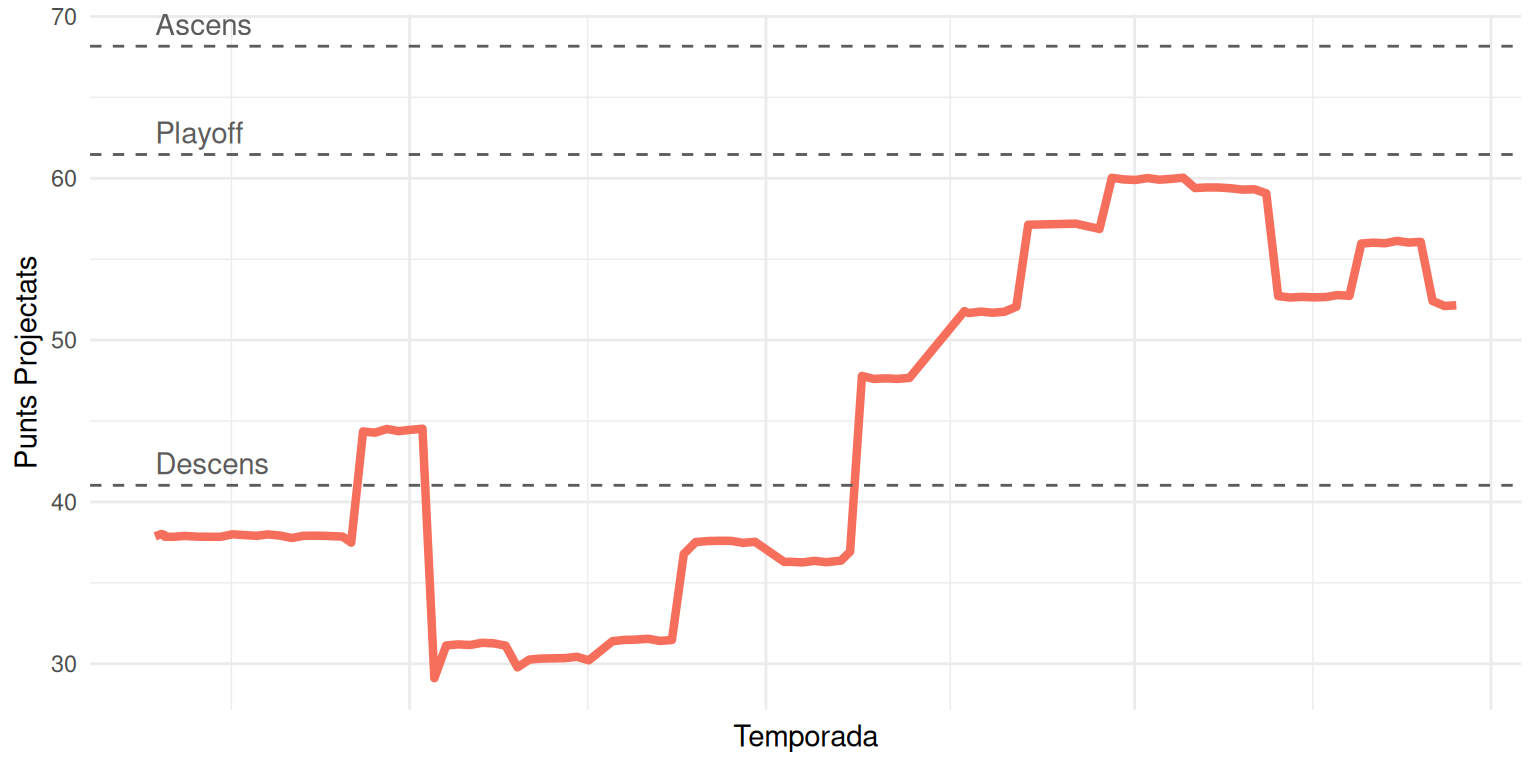 70
Ascens
Playoff
60
50
Descens
40
30
Punts Projectats
Temporada